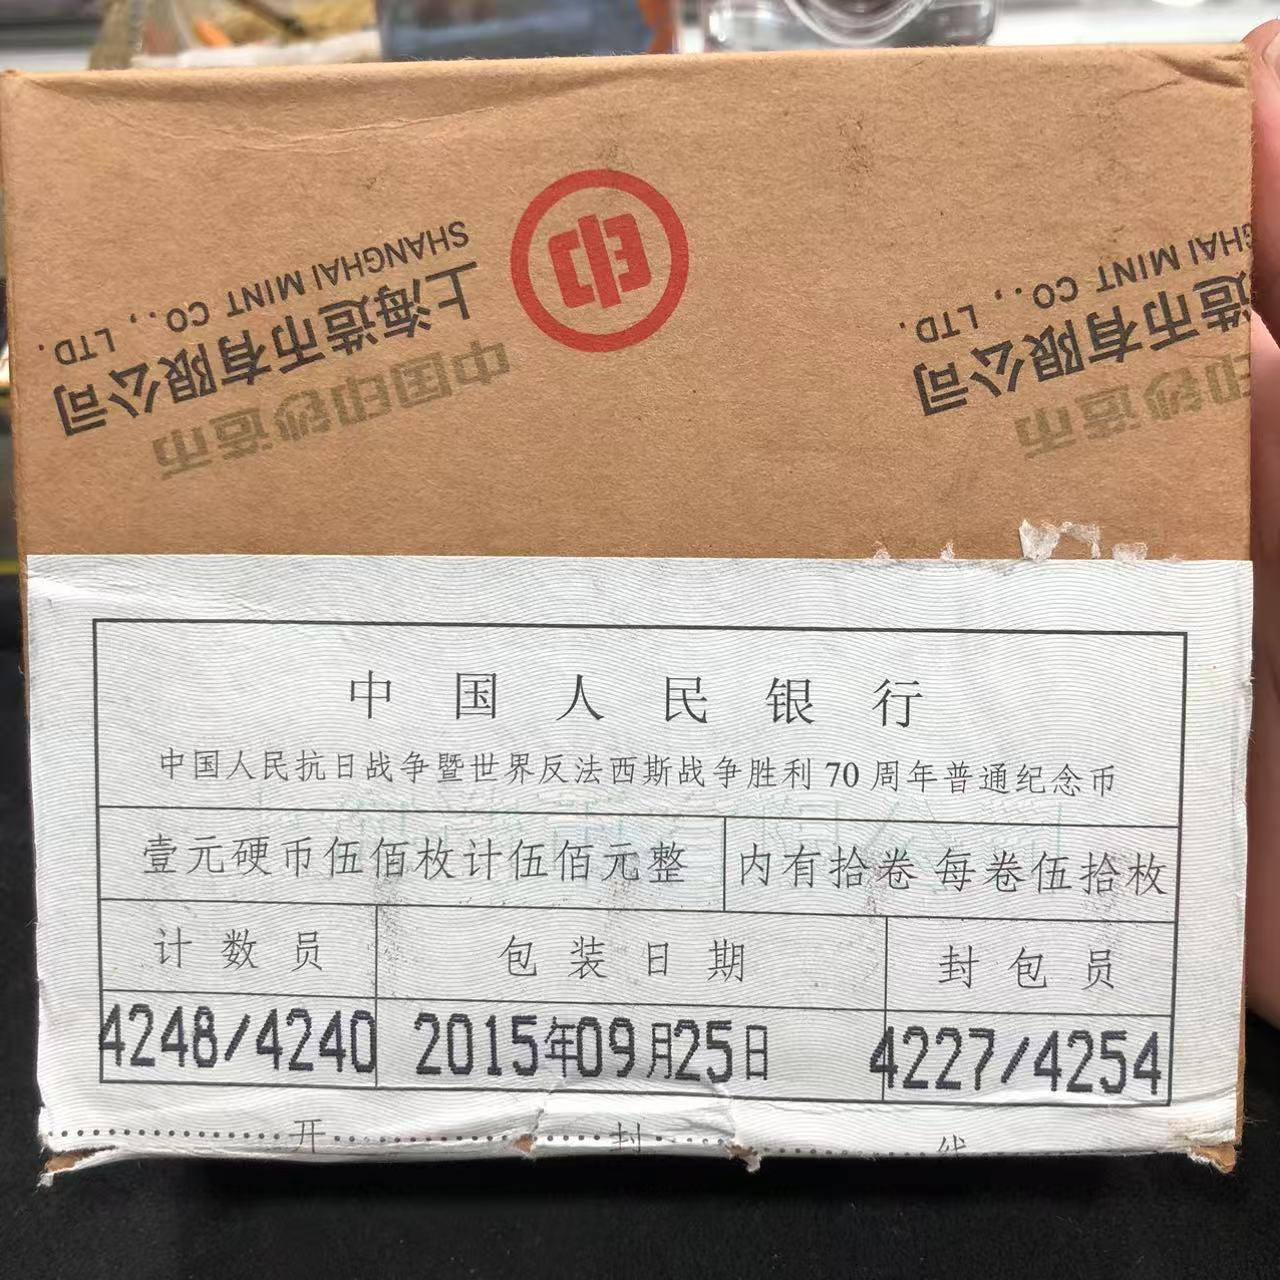 SHANGHAI MINT CO., LTD.
上海造币有限公司
中国印钞造币
SHANGHAI MINT CO., LTD.
造币有限公司
印钞造币
中国人民银行
中国人民抗日战争暨世界反法西斯战争胜利70周年普通纪念币
壹元硬币伍佰枚计伍佰元整 内有拾卷 每卷伍拾枚
计数员 包装日期 封包员
4248/4240 2015年09月25日 4227/4254
开封线